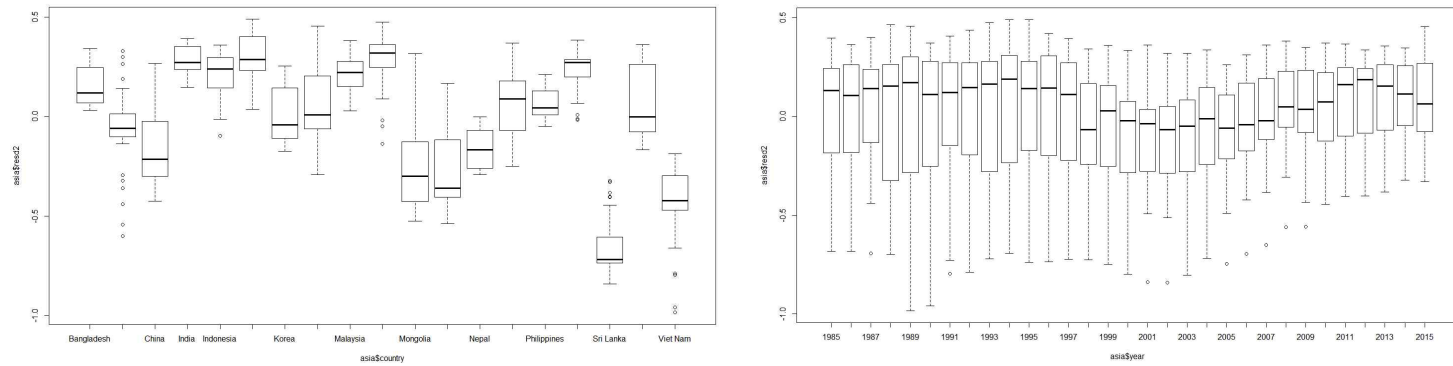 asia$resd2
0.5
0.0
-0.5
-1.0
Bangladesh China India Indonesia Korea Malaysia Mongolia Nepal Philippines Sri Lanka Viet Nam
asia$country
asia$resd2
0.5
0.0
-0.5
-1.0
1985 1987 1989 1991 1993 1995 1997 1999 2001 2003 2005 2007 2009 2011 2013 2015
asia$year